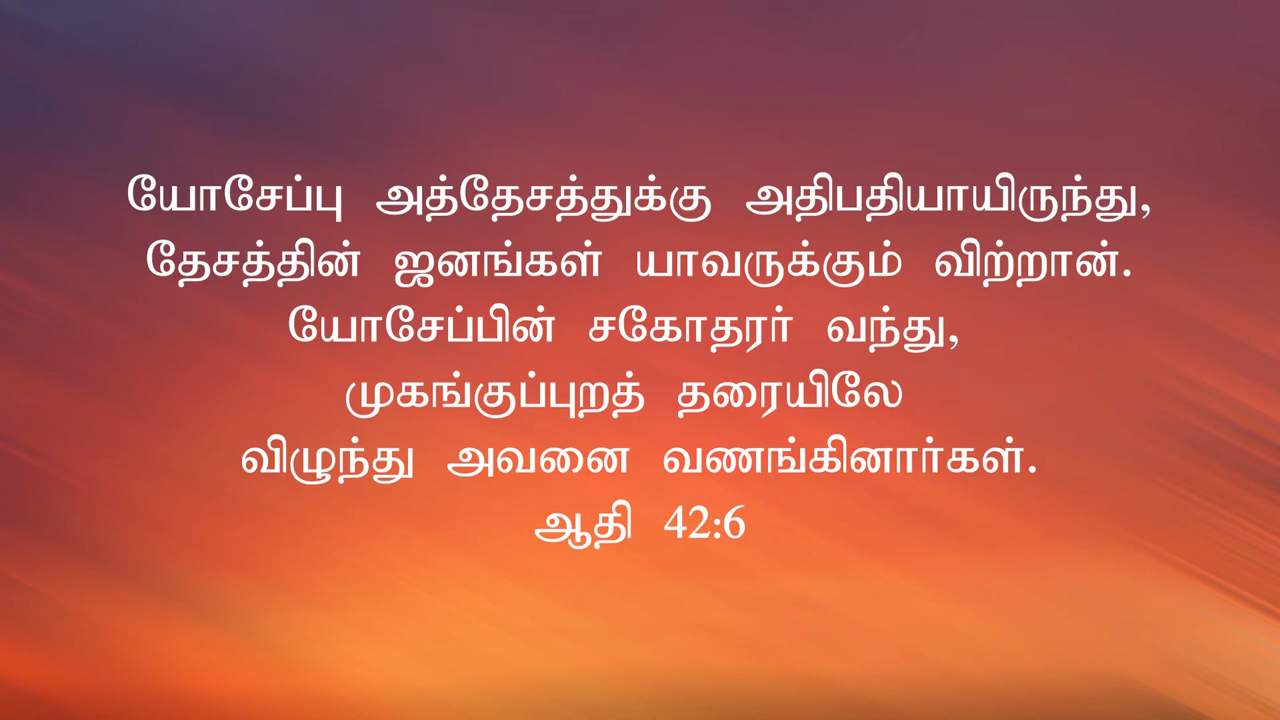 யோசேப்பு அத்தேசத்துக்கு அதிபதியாயிருந்து,
தேசத்தின் ஜனங்கள் யாவருக்கும் விற்றான்.
யோசேப்பின் சகோதரர் வந்து,
முகங்குப்புறத் தரையிலே
விழுந்து அவனை வணங்கினார்கள்.
ஆதி 42:6